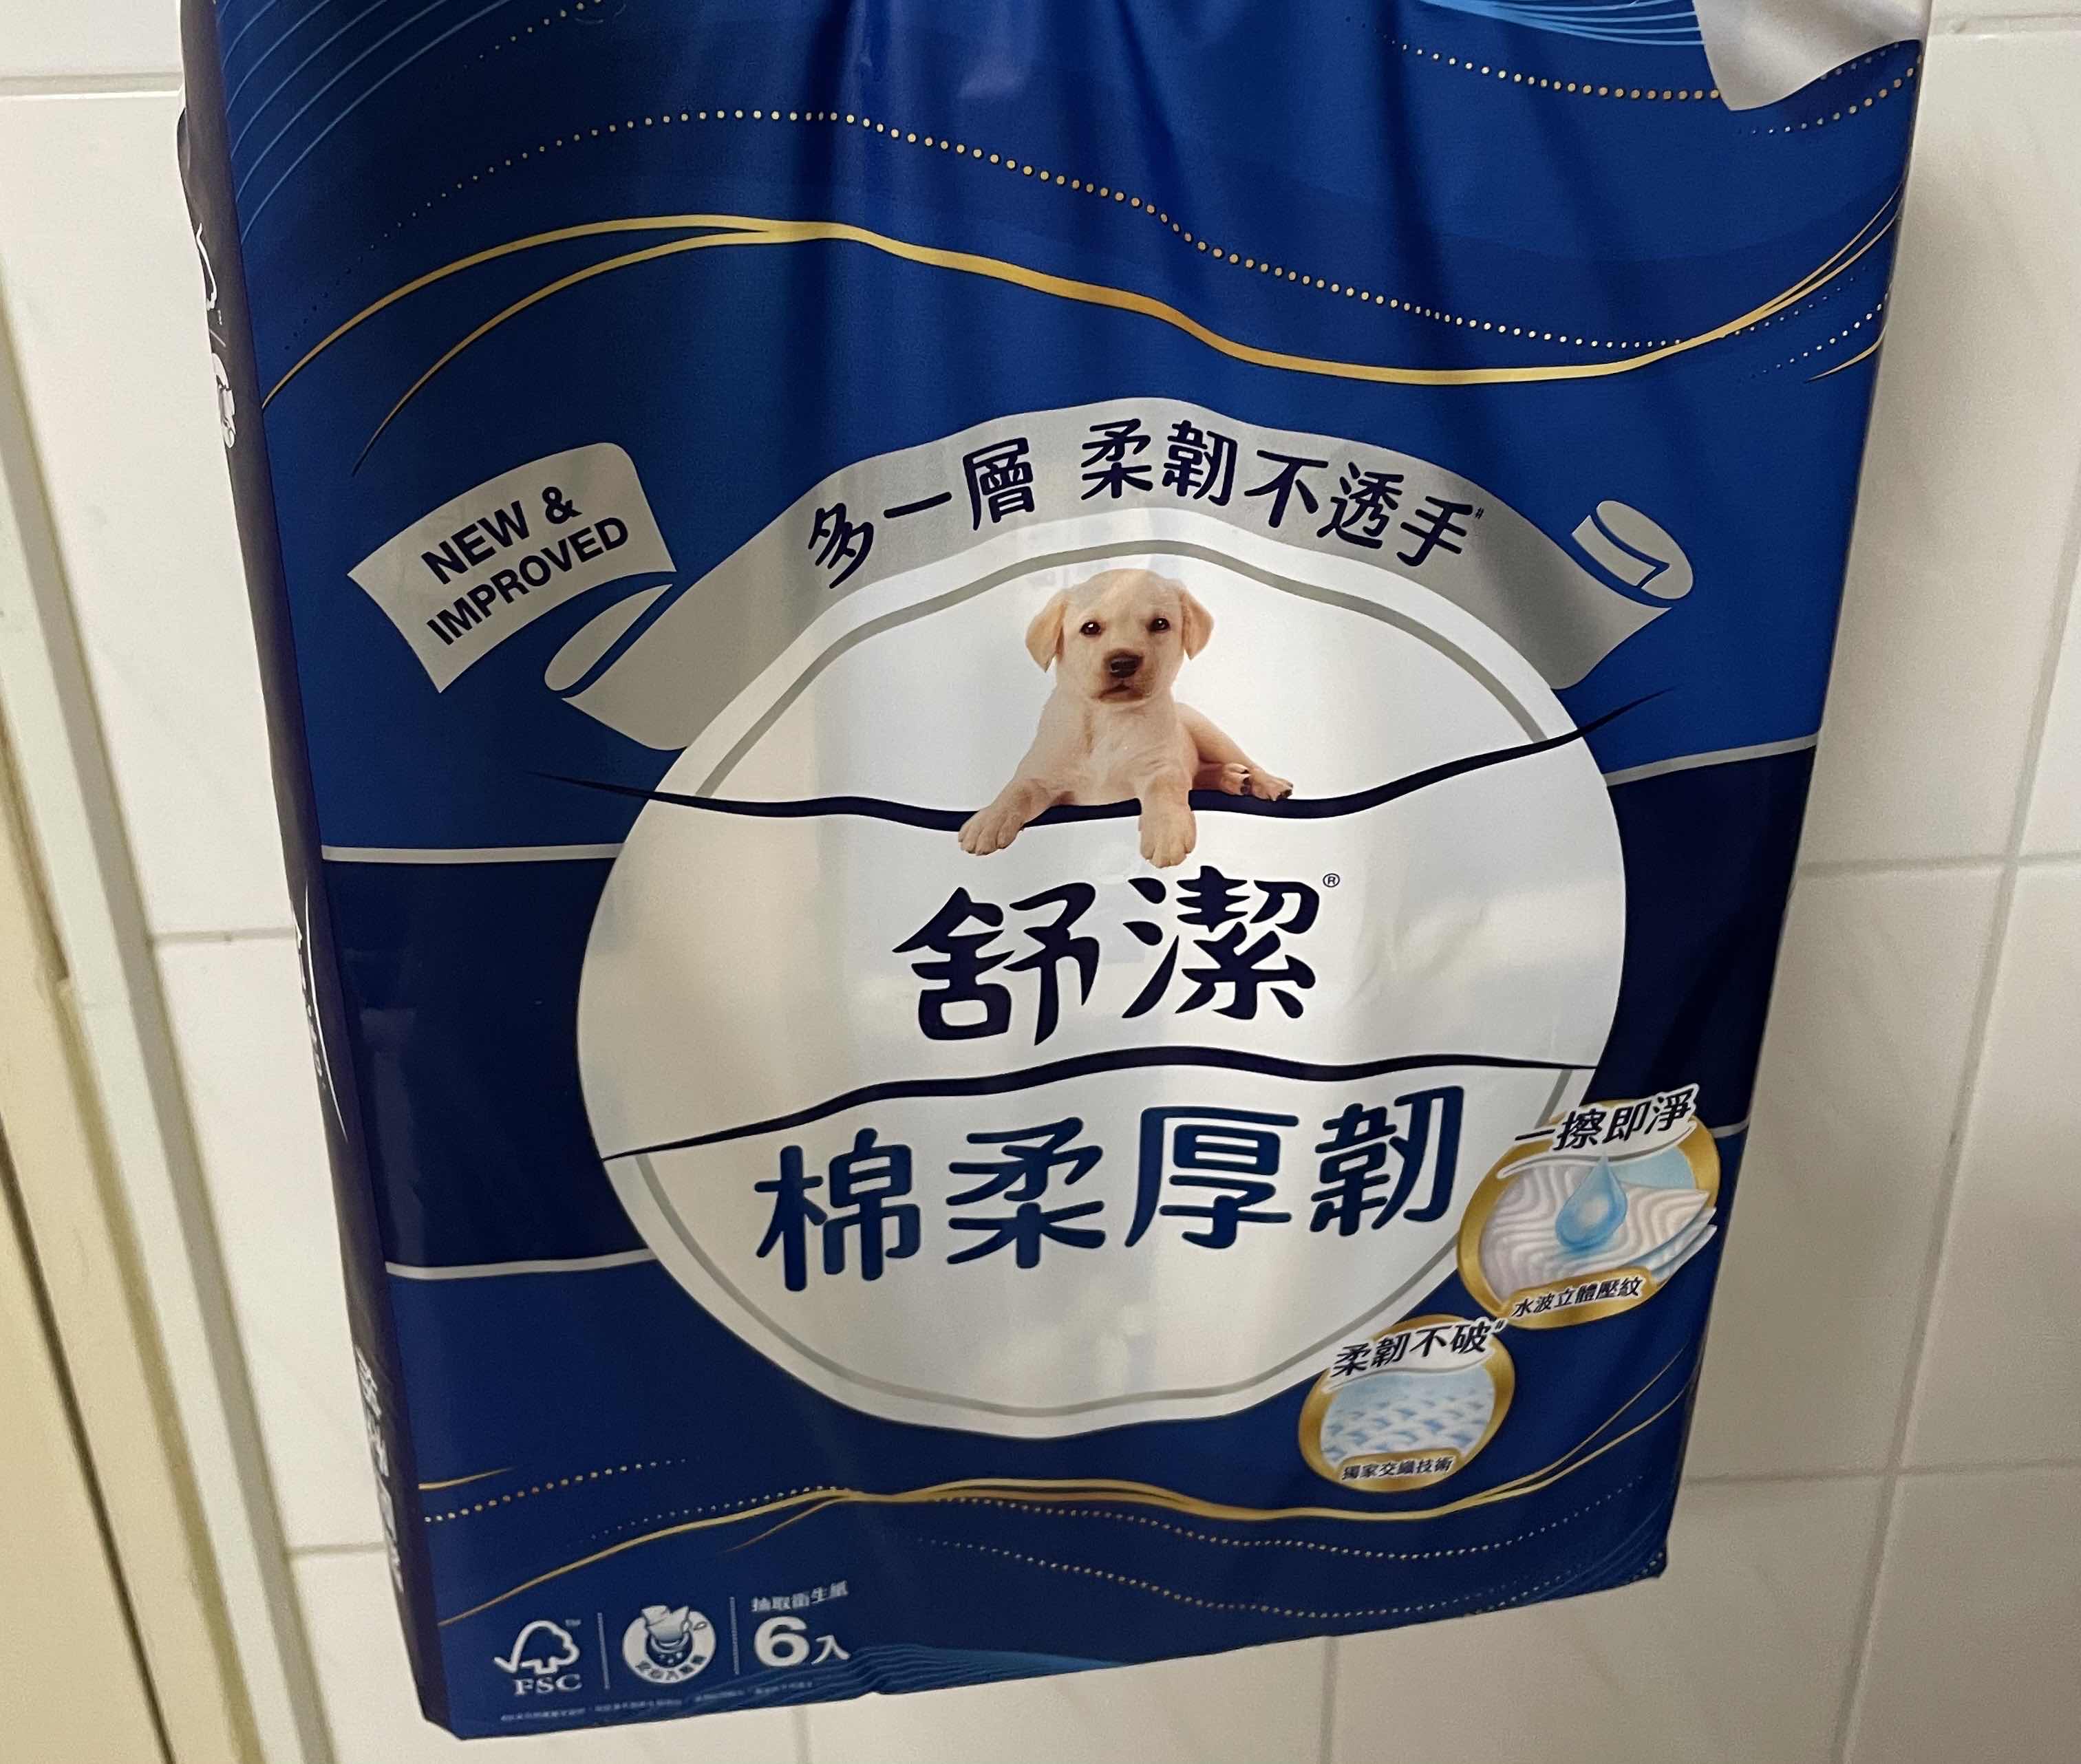 NEW &
IMPROVED
多一層 柔韌不透手#
舒潔®
棉柔厚韌
一擦即淨
水波立體壓紋
柔韌不破#
獨家交織技術
FSC™
抽取衛生紙
6入